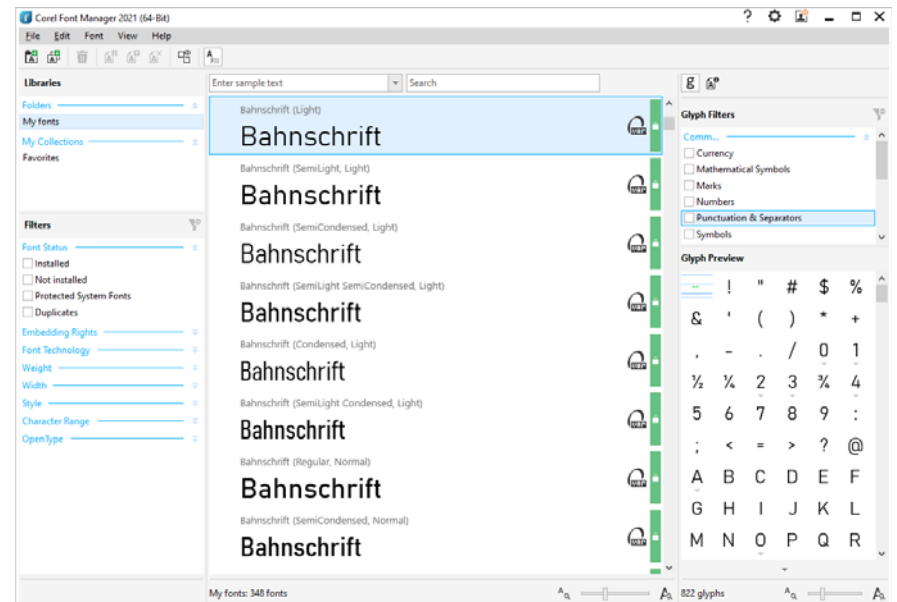 Corel Font Manager 2021 (64-Bit)
File Edit Font View Help
Libraries
Folders
My fonts
My Collections
Favorites
Filters
Font Status
Installed
Not installed
Protected System Fonts
Duplicates
Embedding Rights
Font Technology
Weight
Width
Style
Character Range
OpenType
Enter sample text
Search
Bahnschrift (Light)
Bahnschrift
Bahnschrift (SemiLight, Light)
Bahnschrift
Bahnschrift (SemiCondensed, Light)
Bahnschrift
Bahnschrift (SemiLight SemiCondensed, Light)
Bahnschrift
Bahnschrift (Condensed, Light)
Bahnschrift
Bahnschrift (SemiLight Condensed, Light)
Bahnschrift
Bahnschrift (Regular, Normal)
Bahnschrift
Bahnschrift (SemiCondensed, Normal)
Bahnschrift
My fonts: 348 fonts
Glyph Filters
Comm...
Currency
Mathematical Symbols
Marks
Numbers
Punctuation & Separators
Symbols
Glyph Preview
! " # $ %
& ' ( ) * +
, - . / 0 1
½ ¼ 2 3 ¾ 4
5 6 7 8 9 :
; < = > ? @
A B C D E F
G H I J K L
M N O P Q R
822 glyphs